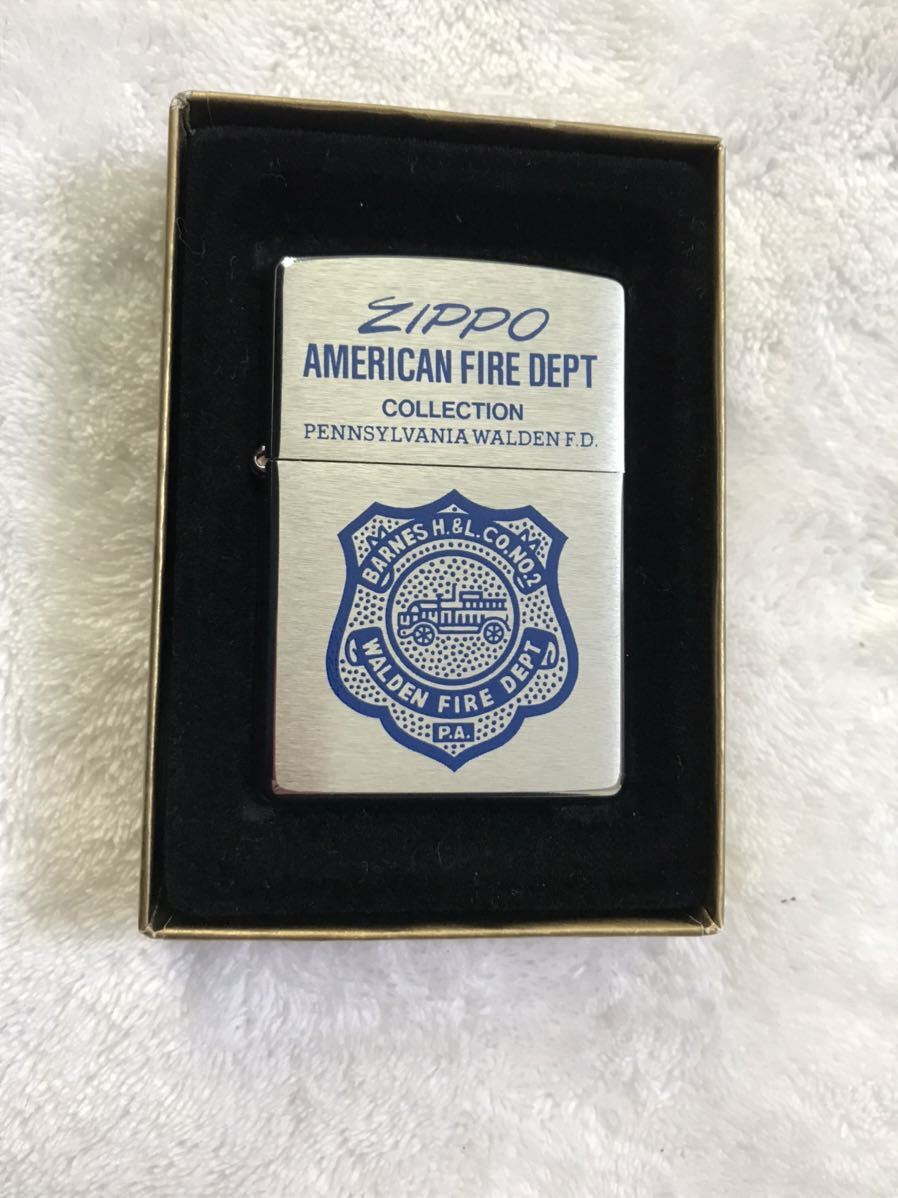 ZIPPO
AMERICAN FIRE DEPT
COLLECTION
PENNSYLVANIA WALDEN F.D.
BARNES H.&L.CO.NO.2
WALDEN FIRE DEPT
P.A.